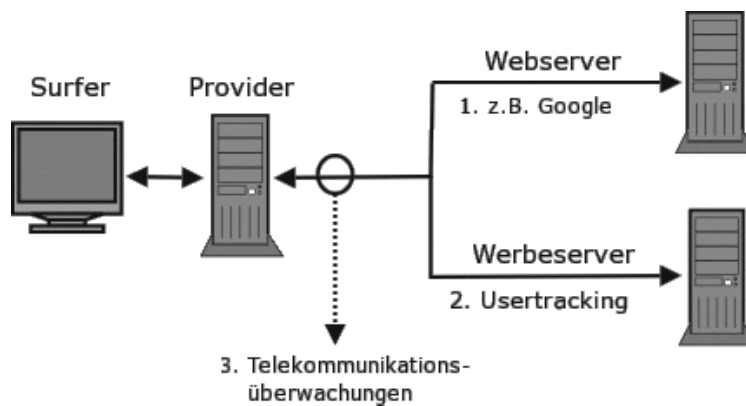 Surfer
Provider
Webserver
1. z.B. Google
Werbeserver
2. Usertracking
3. Telekommunikations-
überwachungen